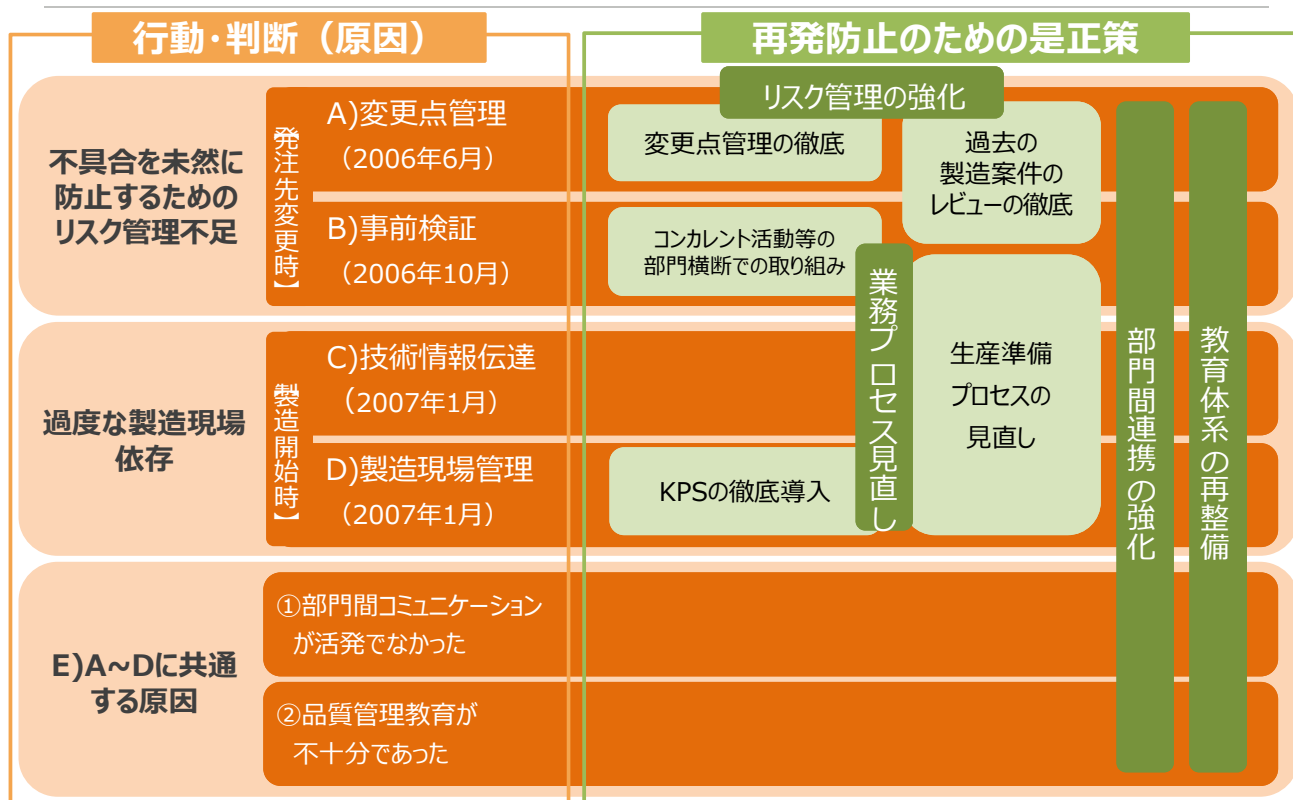 行動・判断（原因）
再発防止のための是正策
不具合を未然に
防止するための
リスク管理不足
【発注先変更時】
A)変更点管理
（2006年6月）
B)事前検証
（2006年10月）
リスク管理の強化
変更点管理の徹底
過去の
製造案件の
レビューの徹底
コンカレント活動等の
部門横断での取り組み
業務プロセス見直し
生産準備
プロセスの
見直し
部門間連携の強化
教育体系の再整備
過度な製造現場
依存
【製造開始時】
C)技術情報伝達
（2007年1月）
D)製造現場管理
（2007年1月）
KPSの徹底導入
E)A~Dに共通
する原因
①部門間コミュニケーション
が活発でなかった
②品質管理教育が
不十分であった